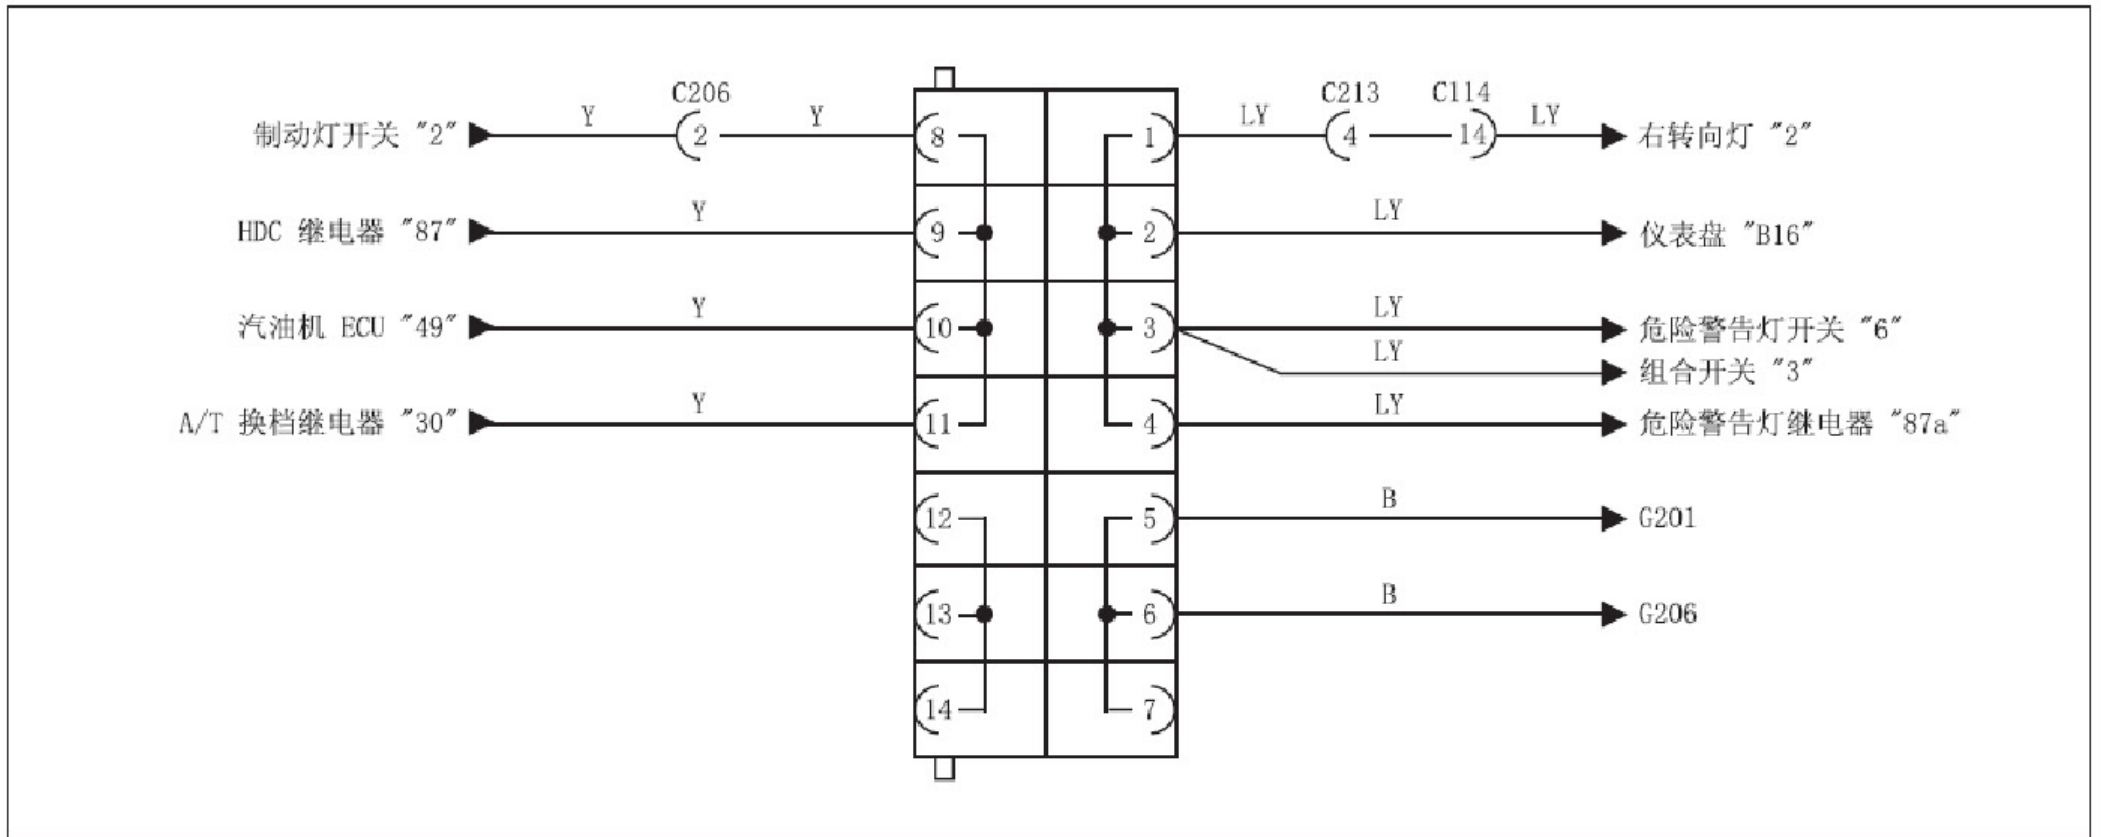 C206 C213 C114
制动灯开关 "2" Y 2 Y 8 1 LY 4 14 LY 右转向灯 "2"
HDC 继电器 "87" Y 9 2 LY 仪表盘 "B16"
汽油机 ECU "49" Y 10 3 LY 危险警告灯开关 "6"
LY 组合开关 "3"
A/T 换档继电器 "30" Y 11 4 LY 危险警告灯继电器 "87a"
12 5 B G201
13 6 B G206
14 7